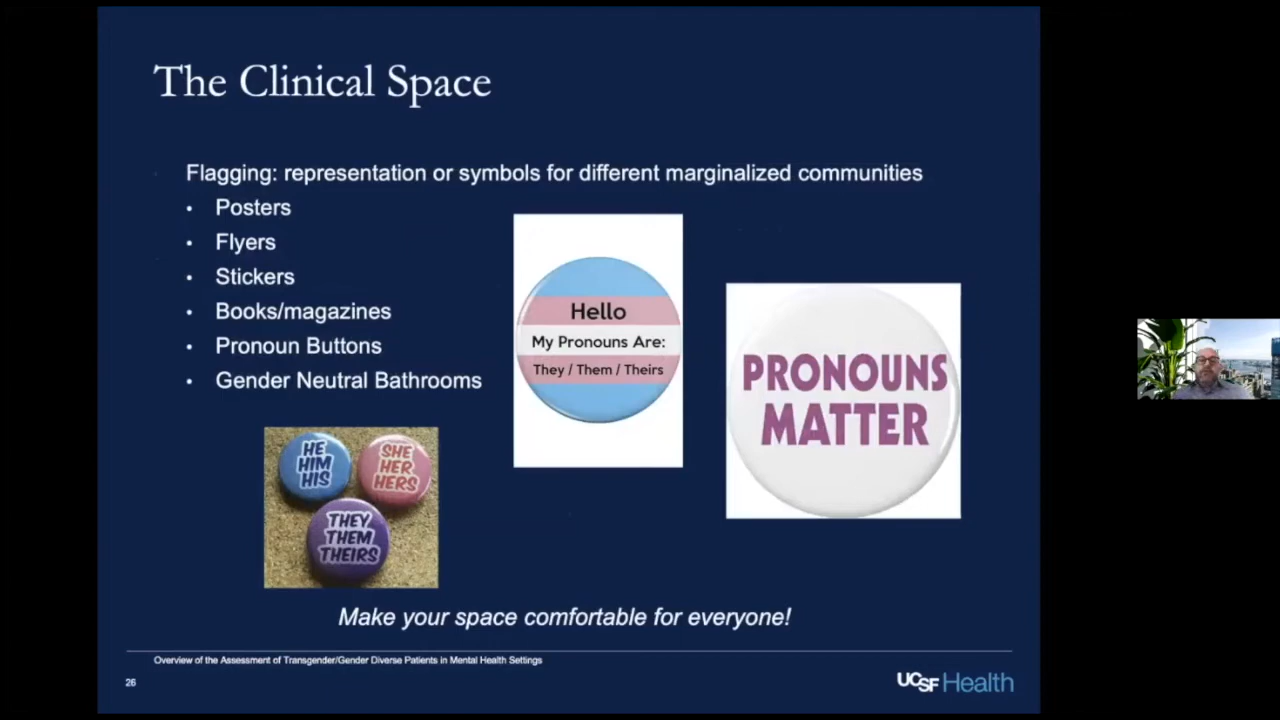 The Clinical Space
Flagging: representation or symbols for different marginalized communities
• Posters
• Flyers
• Stickers
• Books/magazines
• Pronoun Buttons
• Gender Neutral Bathrooms
Hello
My Pronouns Are:
They / Them / Theirs
PRONOUNS
MATTER
HE
HIM
HIS
SHE
HER
HERS
THEY
THEM
THEIRS
Make your space comfortable for everyone!
Overview of the Assessment of Transgender/Gender Diverse Patients in Mental Health Settings
26
UCSF Health